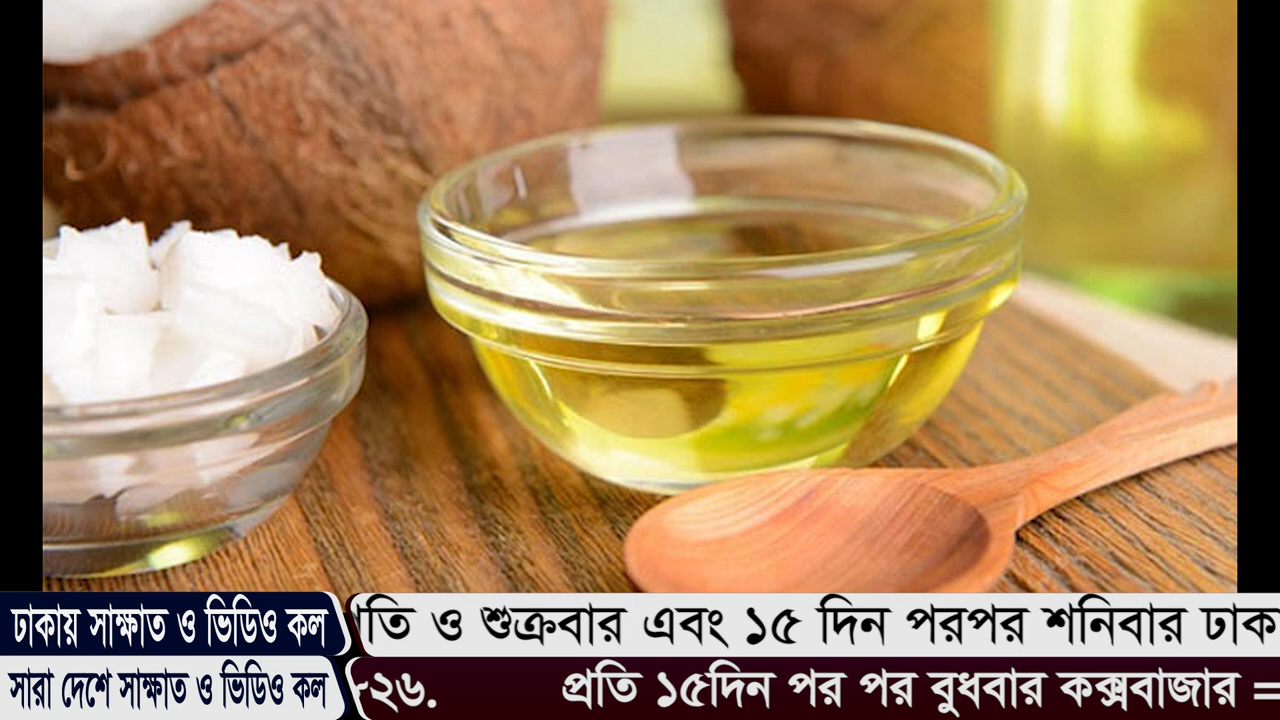 ঢাকায় সাক্ষাত ও ভিডিও কল
তি ও শুক্রবার এবং ১৫ দিন পরপর শনিবার ঢাক
সারা দেশে সাক্ষাত ও ভিডিও কল
২৬. প্রতি ১৫দিন পর পর বুধবার কক্সবাজার =